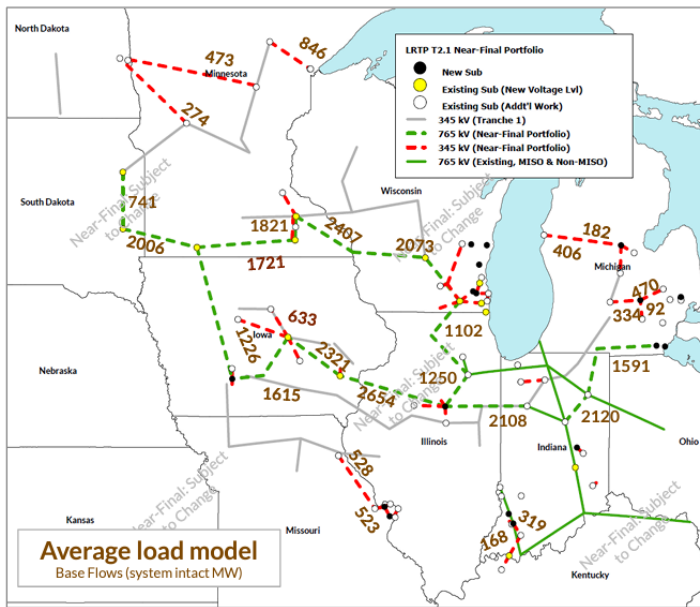 North Dakota
473
846
Minnesota
274
LRTP T2.1 Near-Final Portfolio
New Sub
Existing Sub (New Voltage Lvl)
Existing Sub (Addt'l Work)
345 kV (Tranche 1)
765 kV (Near-Final Portfolio)
345 kV (Near-Final Portfolio)
765 kV (Existing, MISO & Non-MISO)
Near-Final: Subject
to Change
South Dakota
741
2006
1821
2407
1721
Wisconsin
Near-Final: Subject
to Change
2073
182
406
Michigan
470
334
92
633
1226
2321
1102
Nebraska
1615
2654
Near-Final: Subject
to Change
1250
1591
2108
2120
Illinois
Indiana
Ohio
528
523
Near-Final: Subject
to Change
Kansas
Missouri
319
168
Near-Final: Subject
to Change
Kentucky
Iowa
Average load model
Base Flows (system intact MW)